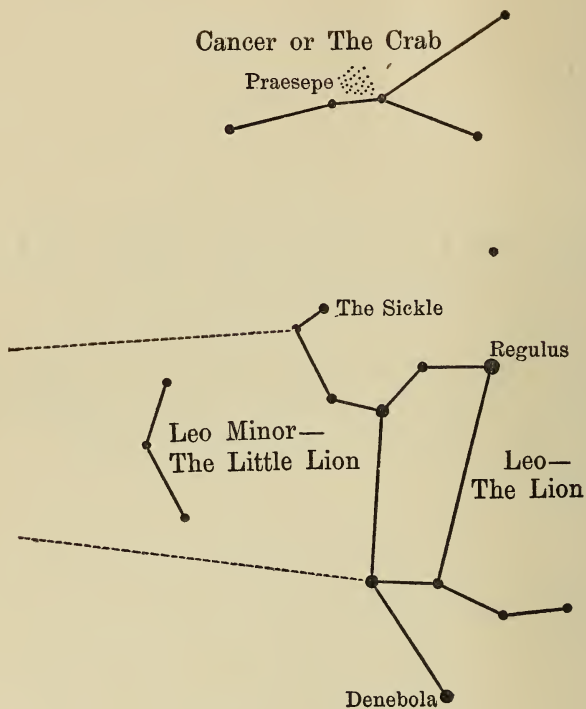 Cancer or The Crab
Praesepe
The Sickle
Regulus
Leo Minor—
The Little Lion
Leo—
The Lion
Denebola